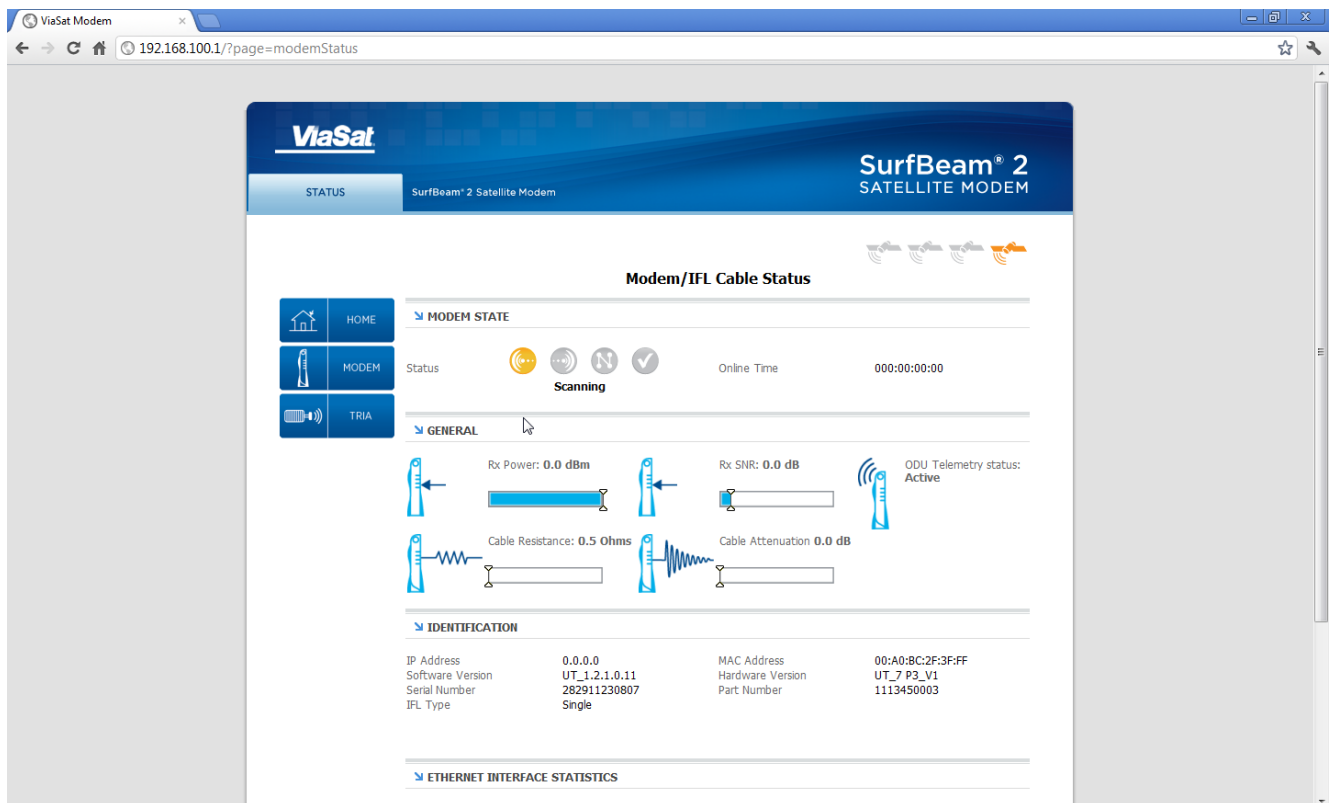 ViaSat Modem
192.168.100.1/?page=modemStatus
ViaSat
SurfBeam® 2
SATELLITE MODEM
STATUS
SurfBeam® 2 Satellite Modem
Modem/IFL Cable Status
HOME
MODEM
TRIA
MODEM STATE
Status
Scanning
Online Time
000:00:00:00
GENERAL
Rx Power: 0.0 dBm
Rx SNR: 0.0 dB
ODU Telemetry status:
Active
Cable Resistance: 0.5 Ohms
Cable Attenuation 0.0 dB
IDENTIFICATION
IP Address 0.0.0.0 MAC Address 00:A0:BC:2F:3F:FF
Software Version UT_1.2.1.0.11 Hardware Version UT_7 P3_V1
Serial Number 282911230807 Part Number 1113450003
IFL Type Single
ETHERNET INTERFACE STATISTICS